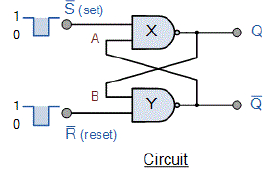 S̅ (set)
1
0
X
Q
A
B
1
0
Y
Q̅
R̅ (reset)
Circuit